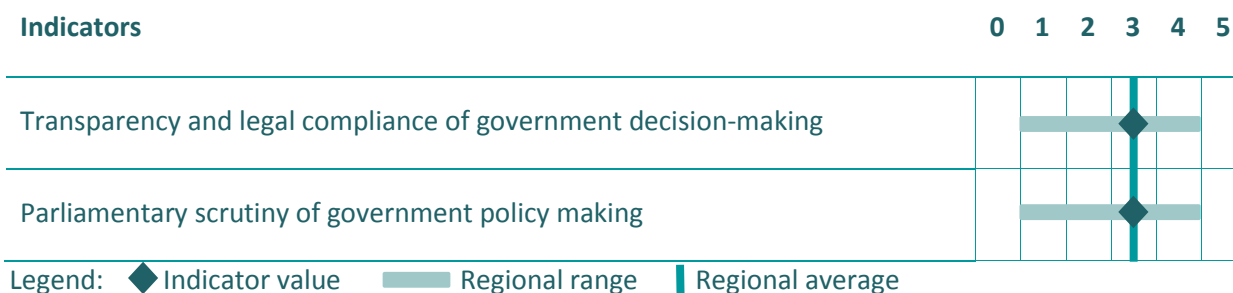 Indicators 0 1 2 3 4 5
Transparency and legal compliance of government decision-making
Parliamentary scrutiny of government policy making
Legend: Indicator value Regional range Regional average